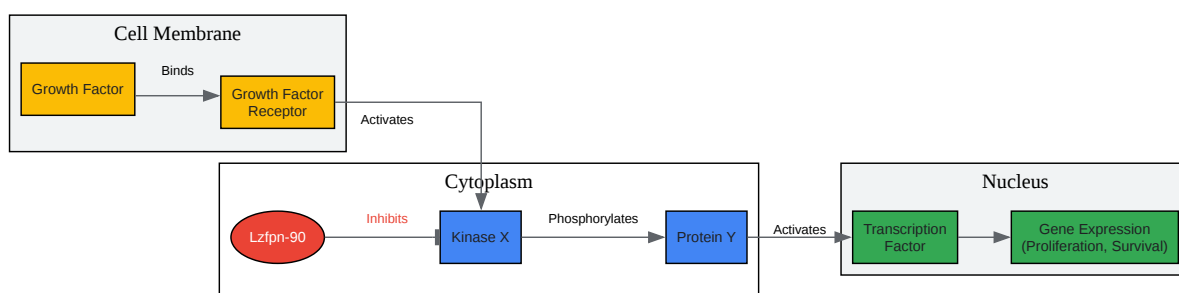 Cell Membrane
Growth Factor
Binds
Growth Factor
Receptor
Activates
Cytoplasm
Lzfpn-90
Inhibits
Kinase X
Phosphorylates
Protein Y
Activates
Nucleus
Transcription
Factor
Gene Expression
(Proliferation, Survival)